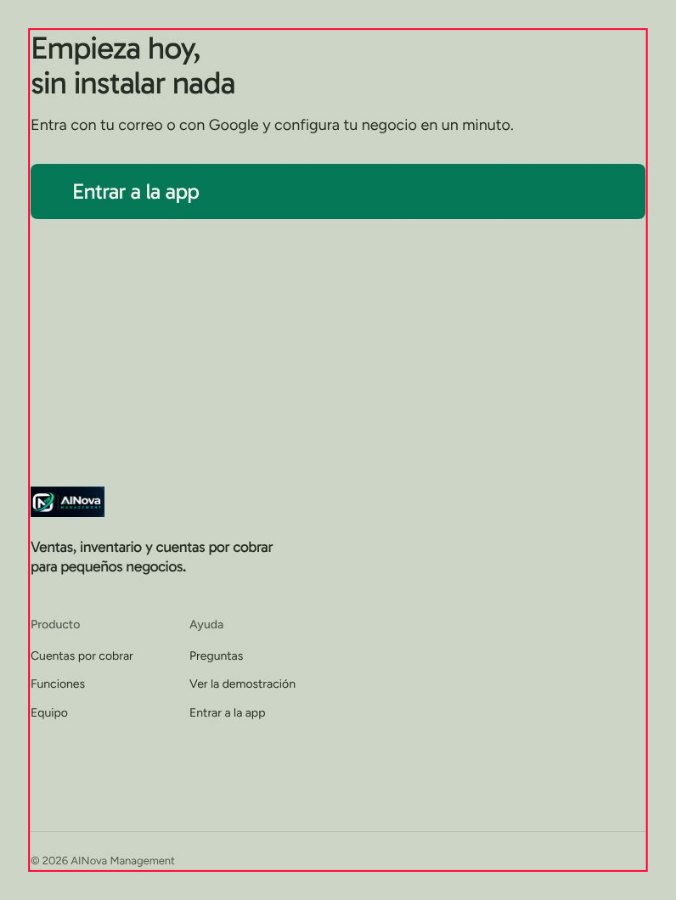 Empieza hoy,
sin instalar nada
Entra con tu correo o con Google y configura tu negocio en un minuto.
Entrar a la app
AINova
MANAGEMENT
Ventas, inventario y cuentas por cobrar
para pequeños negocios.
Producto
Cuentas por cobrar
Funciones
Equipo
Ayuda
Preguntas
Ver la demostración
Entrar a la app
© 2026 AINova Management